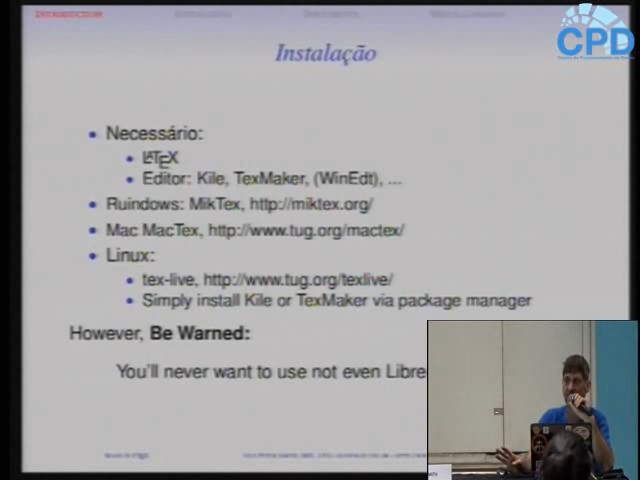 CPD
Instalação
Necessário:
LATEX
Editor: Kile, TexMaker, (WinEdt), ...
Ruindows: MikTex, http://miktex.org/
Mac MacTex, http://www.tug.org/mactex/
Linux:
tex-live, http://www.tug.org/texlive/
Simply install Kile or TexMaker via package manager
However, Be Warned:
You'll never want to use not even Libre